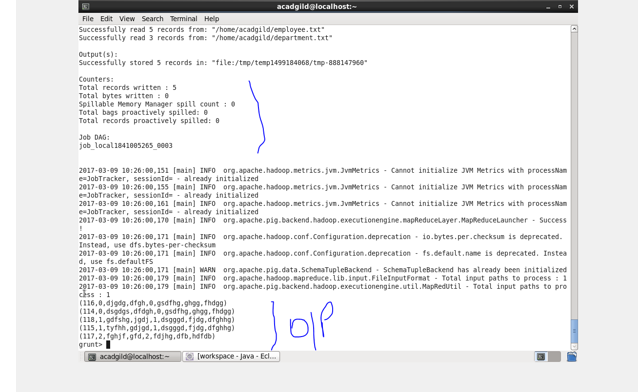 acadgild@localhost:~
File Edit View Search Terminal Help
Successfully read 5 records from: "/home/acadgild/employee.txt"
Successfully read 3 records from: "/home/acadgild/department.txt"
Output(s):
Successfully stored 5 records in: "file:/tmp/temp1499184068/tmp-888147960"
Counters:
Total records written : 5
Total bytes written : 0
Spillable Memory Manager spill count : 0
Total bags proactively spilled: 0
Total records proactively spilled: 0
Job DAG:
job_local1841005265_0003
2017-03-09 10:26:00,151 [main] INFO  org.apache.hadoop.metrics.jvm.JvmMetrics - Cannot initialize JVM Metrics with processNam
e=JobTracker, sessionId= - already initialized
2017-03-09 10:26:00,155 [main] INFO  org.apache.hadoop.metrics.jvm.JvmMetrics - Cannot initialize JVM Metrics with processNam
e=JobTracker, sessionId= - already initialized
2017-03-09 10:26:00,161 [main] INFO  org.apache.hadoop.metrics.jvm.JvmMetrics - Cannot initialize JVM Metrics with processNam
e=JobTracker, sessionId= - already initialized
2017-03-09 10:26:00,170 [main] INFO  org.apache.pig.backend.hadoop.executionengine.mapReduceLayer.MapReduceLauncher - Success
!
2017-03-09 10:26:00,171 [main] INFO  org.apache.hadoop.conf.Configuration.deprecation - io.bytes.per.checksum is deprecated.
Instead, use dfs.bytes-per-checksum
2017-03-09 10:26:00,171 [main] INFO  org.apache.hadoop.conf.Configuration.deprecation - fs.default.name is deprecated. Instea
d, use fs.defaultFS
2017-03-09 10:26:00,171 [main] WARN  org.apache.pig.data.SchemaTupleBackend - SchemaTupleBackend has already been initialized
2017-03-09 10:26:00,179 [main] INFO  org.apache.hadoop.mapreduce.lib.input.FileInputFormat - Total input paths to process : 1
2017-03-09 10:26:00,179 [main] INFO  org.apache.pig.backend.hadoop.executionengine.util.MapRedUtil - Total input paths to pro
cess : 1
(116,0,djgdg,dfgh,0,gsdfhg,ghgg,fhdgg)
(114,0,dsgdgs,dfdgh,0,gsdfhg,ghgg,fhdgg)
(118,1,gdfshg,jgdj,1,dsgggd,fjdg,dfghg)
(115,1,tyfhh,gdjgd,1,dsgggd,fjdg,dfghg)
(117,2,fghjf,gfd,2,fdjhg,dfb,hdfdb)
grunt>
O/P
acadgild@localhost:~
[workspace - Java - Ecl...